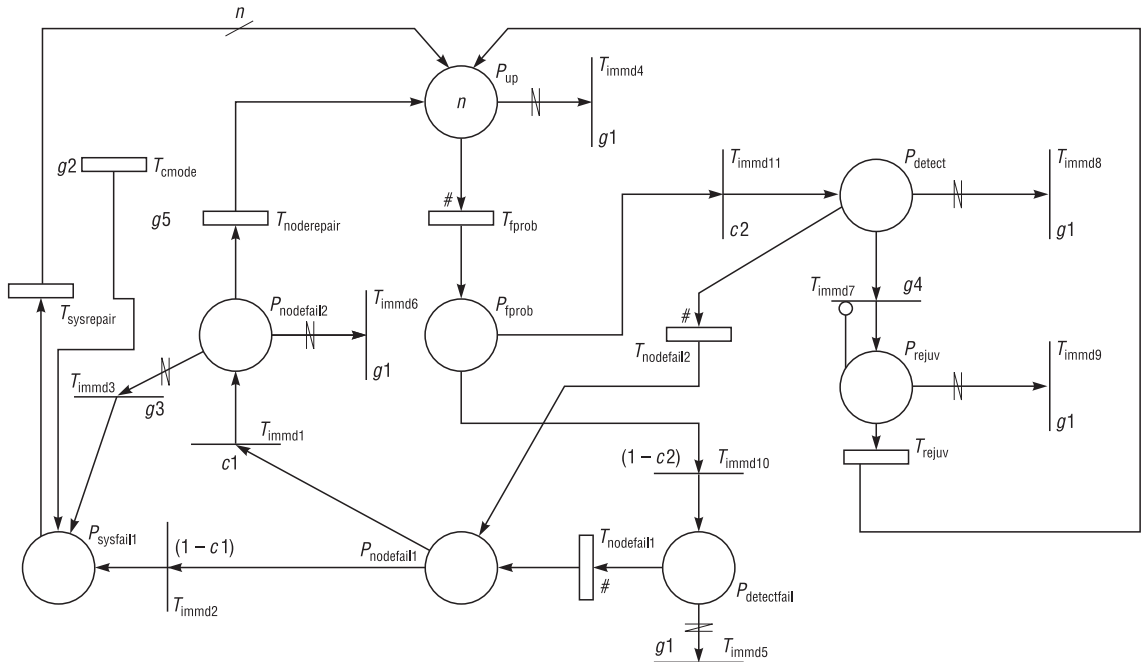 n
P_up
n
T_immd4
g1
g2
T_cmode
g5
T_noderepair
#
T_fprob
T_immd11
c2
P_detect
T_immd8
g1
T_sysrepair
P_nodefail2
T_immd6
g1
P_fprob
#
T_nodefail2
T_immd7
g4
P_rejuv
T_immd9
g1
T_immd3
g3
T_immd1
c1
(1 – c2)
T_immd10
T_rejuv
P_sysfail1
(1 – c1)
T_immd2
P_nodefail1
T_nodefail1
#
P_detectfail
g1
T_immd5